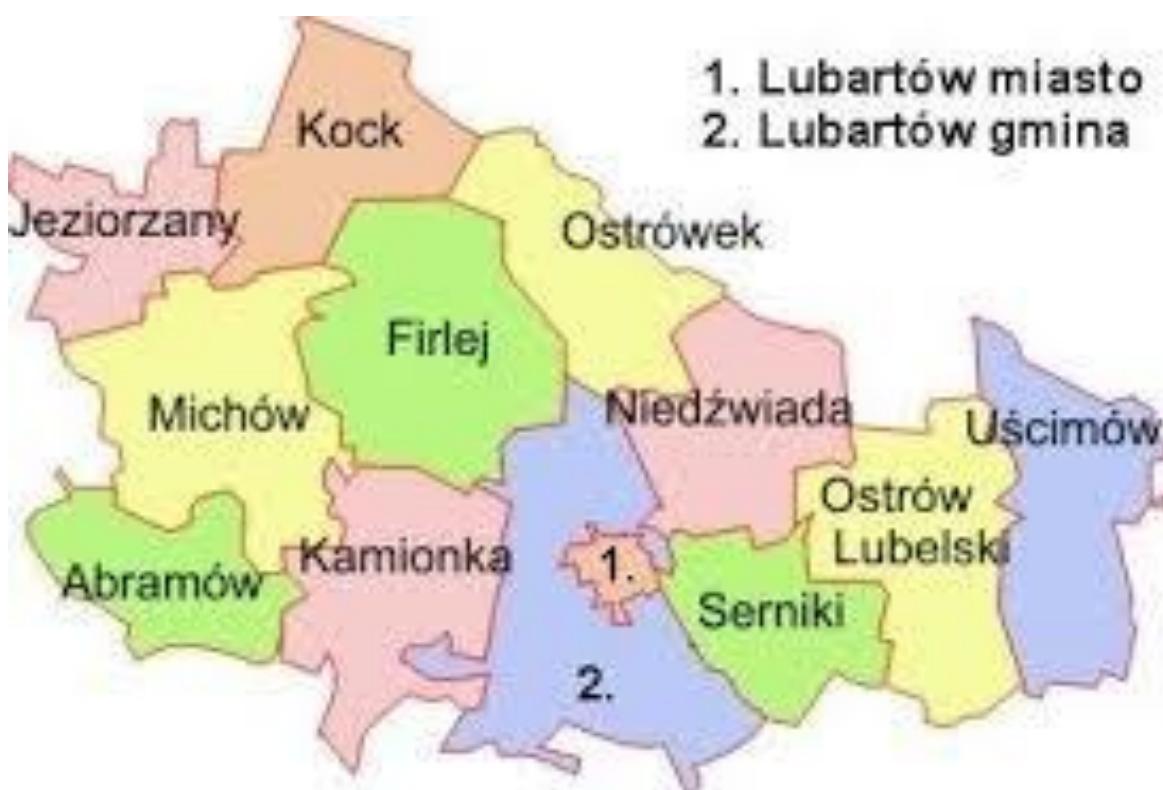 1. Lubartów miasto
2. Lubartów gmina
Kock
Jeziorzany
Ostrówek
Firlej
Michów
Niedźwiada
Uścimów
Ostrów
Lubelski
Kamionka
1.
Abramów
Serniki
2.